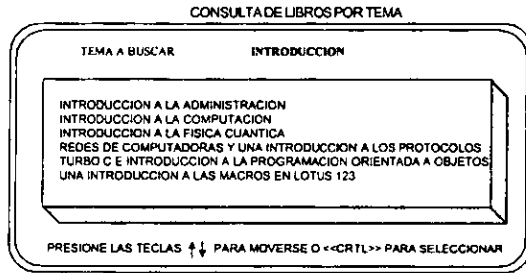 CONSULTA DE LIBROS POR TEMA
TEMA A BUSCAR INTRODUCCION
INTRODUCCION A LA ADMINISTRACION
INTRODUCCION A LA COMPUTACION
INTRODUCCION A LA FISICA CUANTICA
REDES DE COMPUTADORAS Y UNA INTRODUCCION A LOS PROTOCOLOS
TURBO C E INTRODUCCION A LA PROGRAMACION ORIENTADA A OBJETOS
UNA INTRODUCCION A LAS MACROS EN LOTUS 123
PRESIONE LAS TECLAS ↑↓ PARA MOVERSE O <<CRTL>> PARA SELECCIONAR